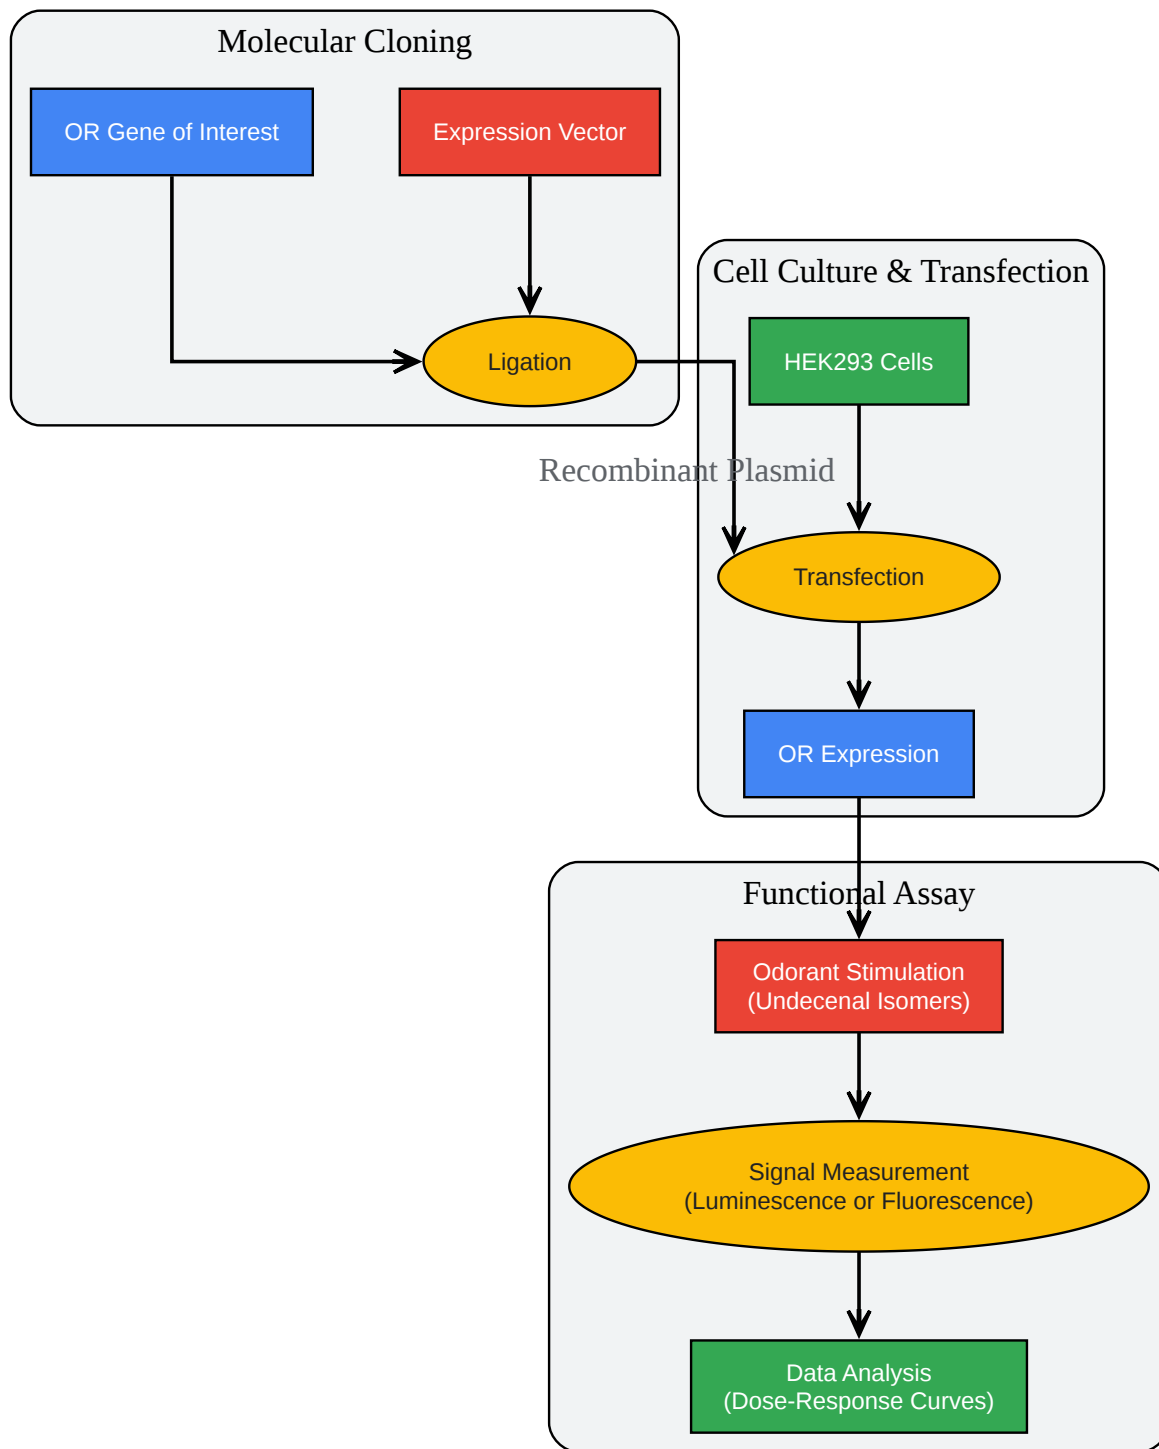 Molecular Cloning
OR Gene of Interest
Expression Vector
Ligation
Cell Culture & Transfection
HEK293 Cells
Recombinant Plasmid
Transfection
OR Expression
Functional Assay
Odorant Stimulation
(Undecenal Isomers)
Signal Measurement
(Luminescence or Fluorescence)
Data Analysis
(Dose-Response Curves)